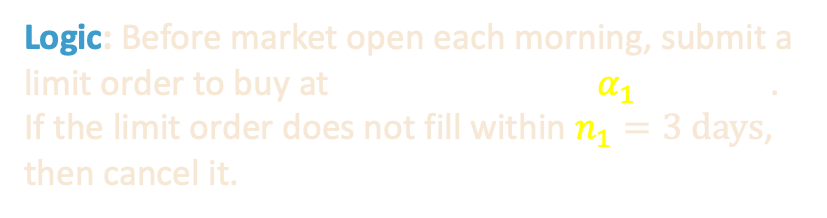 Logic: Before market open each morning, submit a
limit order to buy at α₁ .
If the limit order does not fill within n₁ = 3 days,
then cancel it.